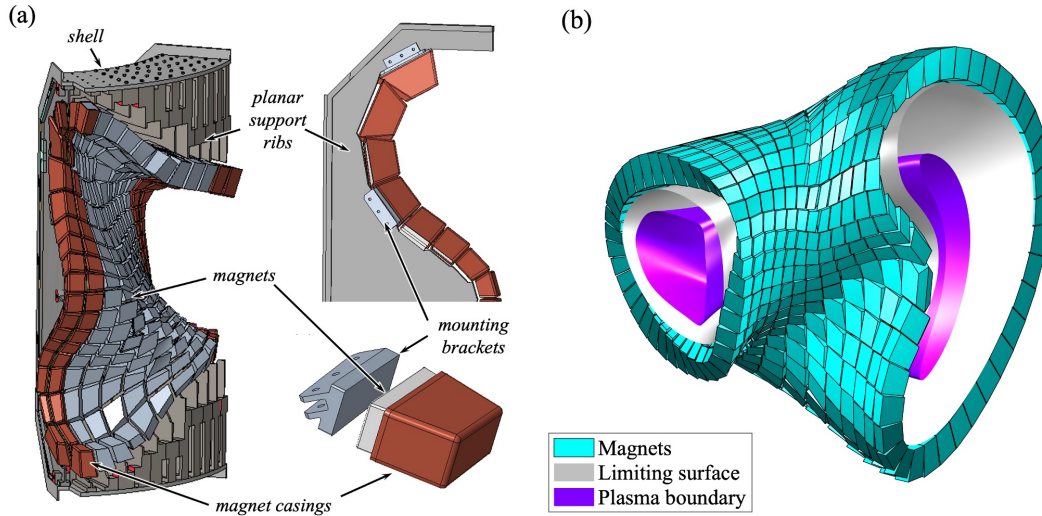 (a)
shell
planar
support
ribs
magnets
mounting
brackets
magnet casings
(b)
Magnets
Limiting surface
Plasma boundary